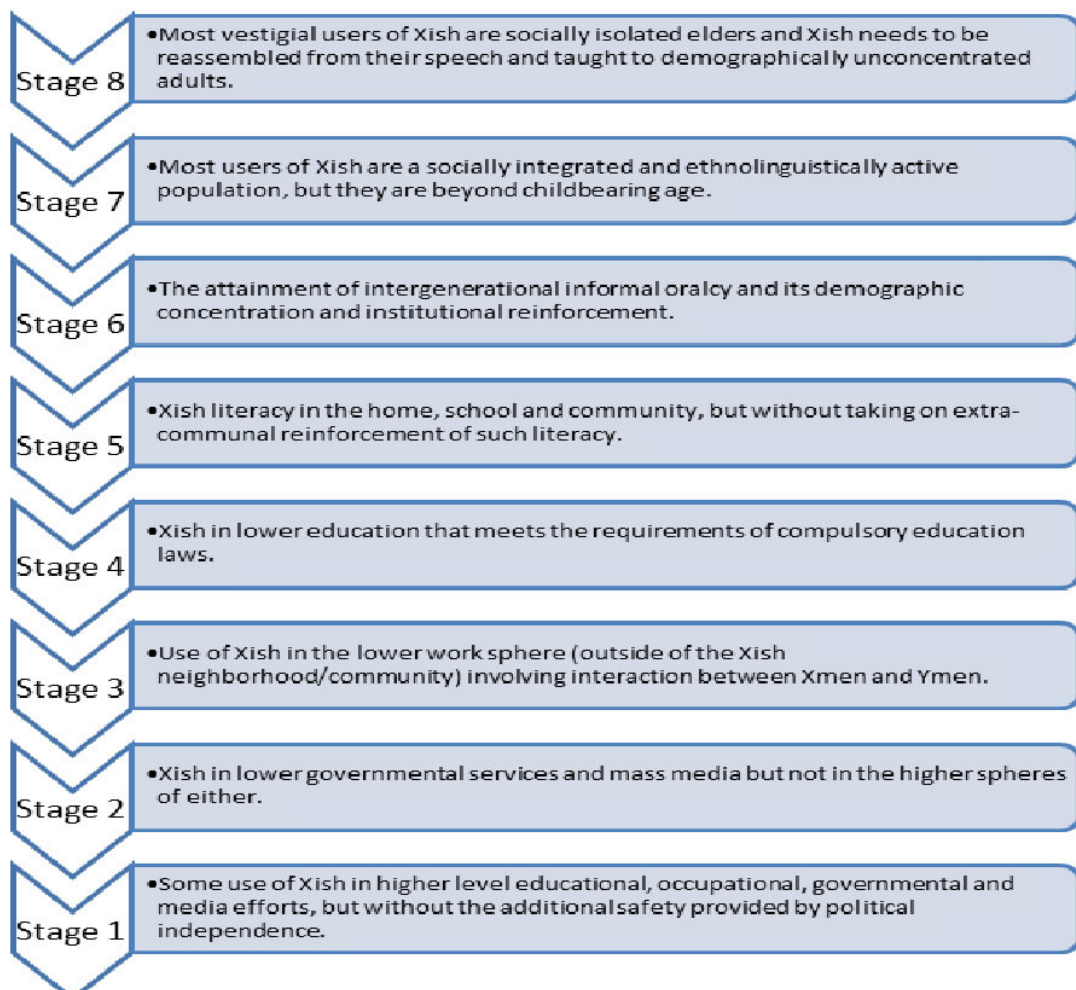 Stage 8
•Most vestigial users of Xish are socially isolated elders and Xish needs to be
reassembled from their speech and taught to demographically unconcentrated
adults.
Stage 7
•Most users of Xish are a socially integrated and ethnolinguistically active
population, but they are beyond childbearing age.
Stage 6
•The attainment of intergenerational informal oralcy and its demographic
concentration and institutional reinforcement.
Stage 5
•Xish literacy in the home, school and community, but without taking on extra-
communal reinforcement of such literacy.
Stage 4
•Xish in lower education that meets the requirements of compulsory education
laws.
Stage 3
•Use of Xish in the lower work sphere (outside of the Xish
neighborhood/community) involving interaction between Xmen and Ymen.
Stage 2
•Xish in lower governmental services and mass media but not in the higher spheres
of either.
Stage 1
•Some use of Xish in higher level educational, occupational, governmental and
media efforts, but without the additional safety provided by political
independence.